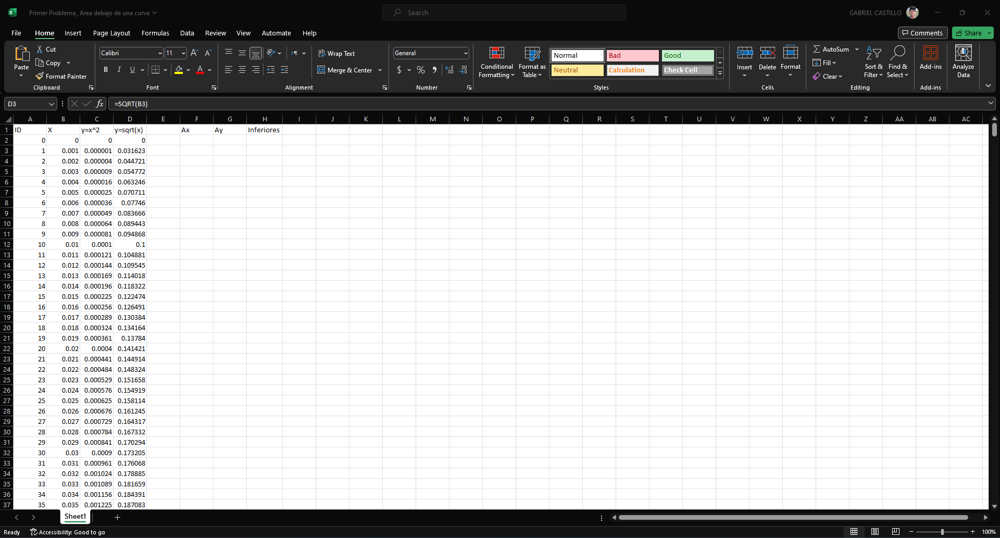 Primer Problema_ Area debajo de una curva
Search
GABRIEL CASTILLO
File Home Insert Page Layout Formulas Data Review View Automate Help
Comments Share
Paste Cut Copy Format Painter Clipboard
Calibri 11 B I U Font
Wrap Text Merge & Center Alignment
General $ % Number
Conditional Formatting Format as Table
Normal Bad Good
Neutral Calculation Check Cell
Styles
Insert Delete Format Cells
AutoSum Fill Clear Sort & Filter Find & Select Editing
Add-ins Add-ins
Analyze Data
D3 fx =SQRT(B3)
A B C D E F G H I J K L M N O P Q R S T U V W X Y Z AA AB AC
1 ID X y=x^2 y=sqrt(x) Ax Ay Inferiores
2 0 0 0 0
3 1 0.001 0.000001 0.031623
4 2 0.002 0.000004 0.044721
5 3 0.003 0.000009 0.054772
6 4 0.004 0.000016 0.063246
7 5 0.005 0.000025 0.070711
8 6 0.006 0.000036 0.07746
9 7 0.007 0.000049 0.083666
10 8 0.008 0.000064 0.089443
11 9 0.009 0.000081 0.094868
12 10 0.01 0.0001 0.1
13 11 0.011 0.000121 0.104881
14 12 0.012 0.000144 0.109545
15 13 0.013 0.000169 0.114018
16 14 0.014 0.000196 0.118322
17 15 0.015 0.000225 0.122474
18 16 0.016 0.000256 0.126491
19 17 0.017 0.000289 0.130384
20 18 0.018 0.000324 0.134164
21 19 0.019 0.000361 0.13784
22 20 0.02 0.0004 0.141421
23 21 0.021 0.000441 0.144914
24 22 0.022 0.000484 0.148324
25 23 0.023 0.000529 0.151658
26 24 0.024 0.000576 0.154919
27 25 0.025 0.000625 0.158114
28 26 0.026 0.000676 0.161245
29 27 0.027 0.000729 0.164317
30 28 0.028 0.000784 0.167332
31 29 0.029 0.000841 0.170294
32 30 0.03 0.0009 0.173205
33 31 0.031 0.000961 0.176068
34 32 0.032 0.001024 0.178885
35 33 0.033 0.001089 0.181659
36 34 0.034 0.001156 0.184391
37 35 0.035 0.001225 0.187083
Sheet1
Ready Accessibility: Good to go 100%